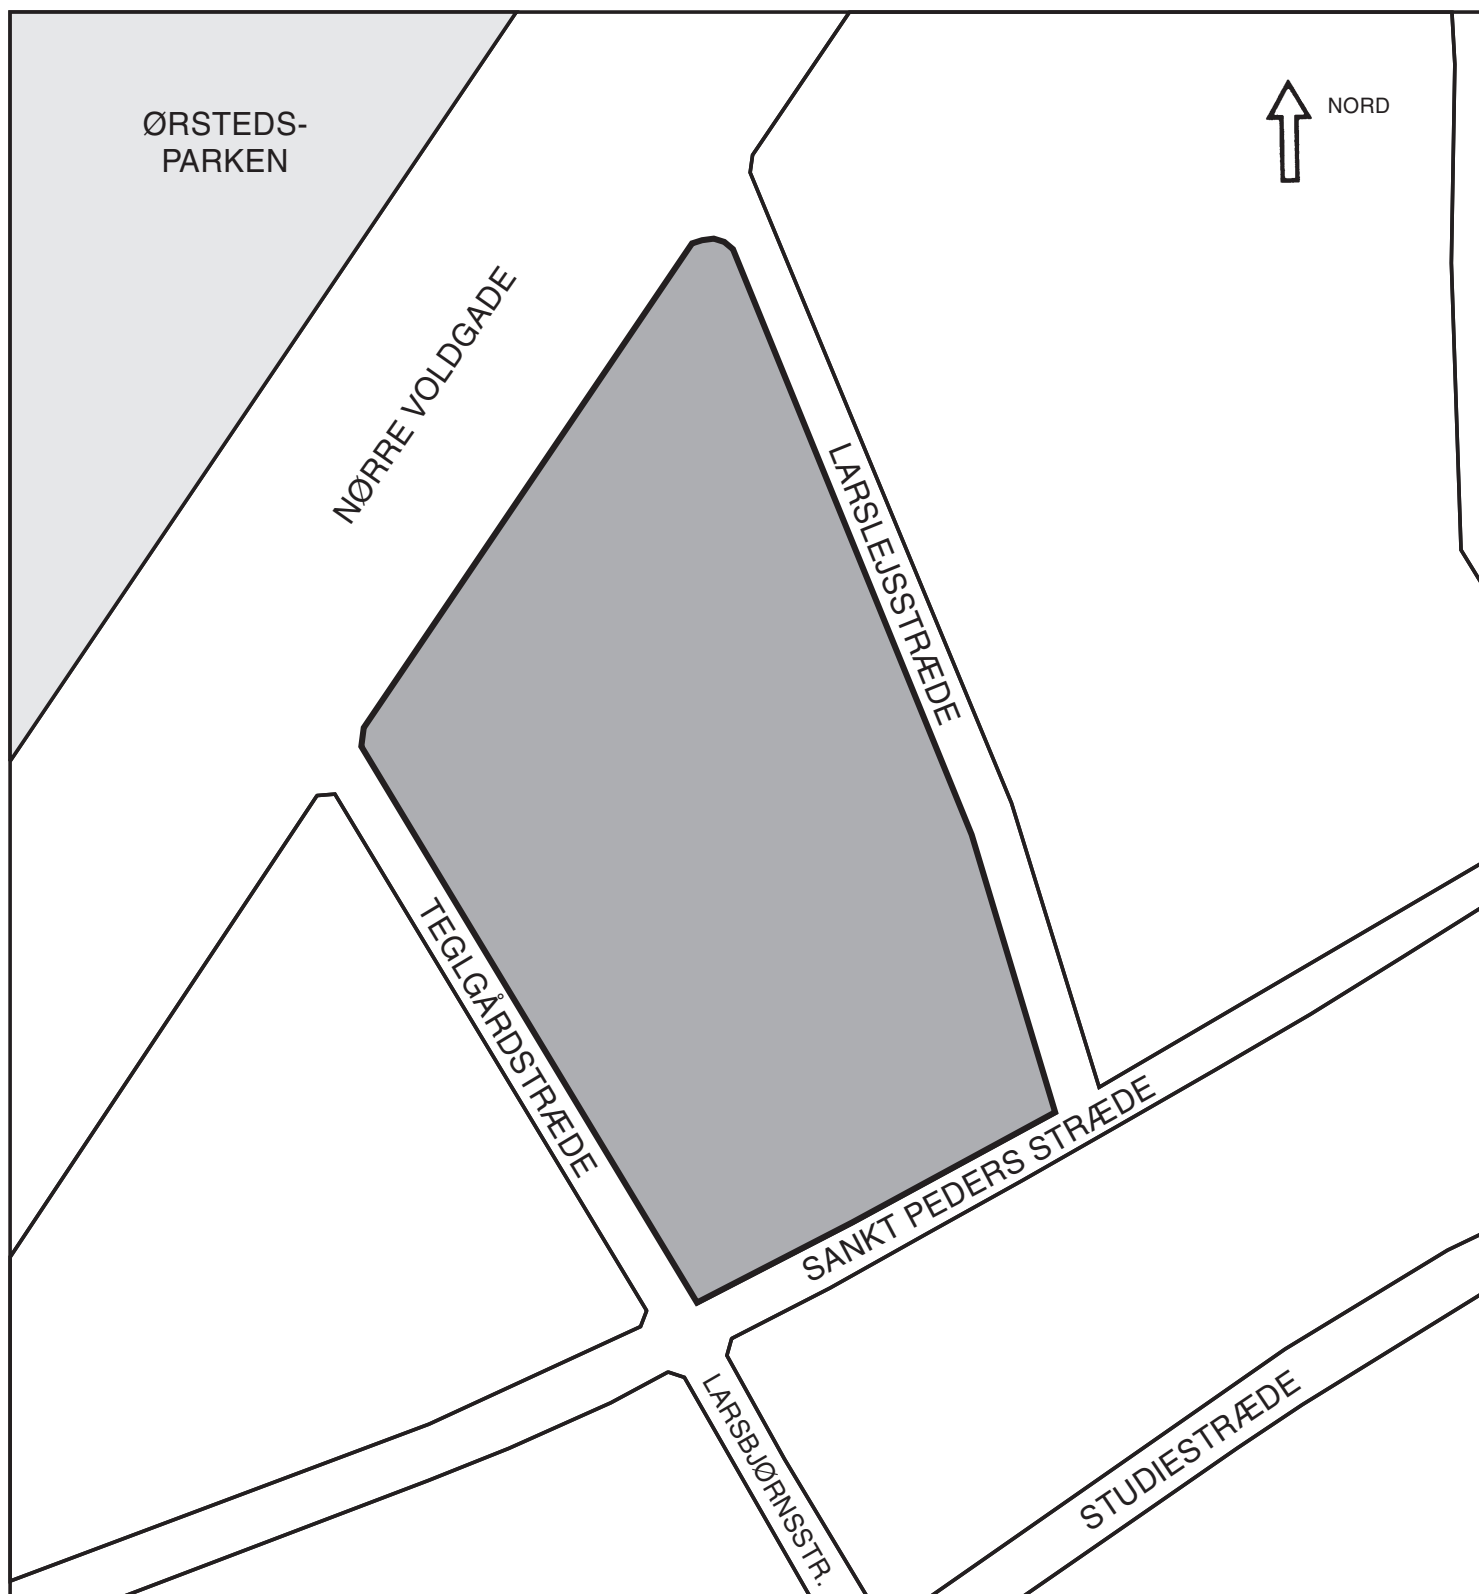 ØRSTEDS-
PARKEN
NORD
NØRRE VOLDGADE
LARSLEJSSTRÆDE
TEGLGÅRDSTRÆDE
SANKT PEDERS STRÆDE
LARSBJØRNSSTR.
STUDIESTRÆDE